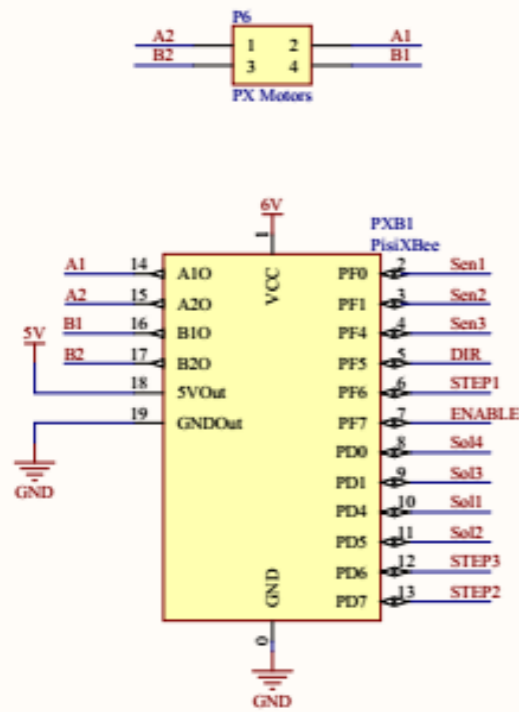 P6
A2 1 2 A1
B2 3 4 B1
PX Motors
6V
PXB1
PisiXBee
1
VCC
A1 14 A1O PF0 2 Sen1
A2 15 A2O PF1 3 Sen2
B1 16 B1O PF4 4 Sen3
5V
B2 17 B2O PF5 5 DIR
18 5VOut PF6 6 STEP1
19 GNDOut PF7 7 ENABLE
PD0 8 Sol4
GND
PD1 9 Sol3
PD4 10 Sol1
PD5 11 Sol2
PD6 12 STEP3
PD7 13 STEP2
GND
0
GND